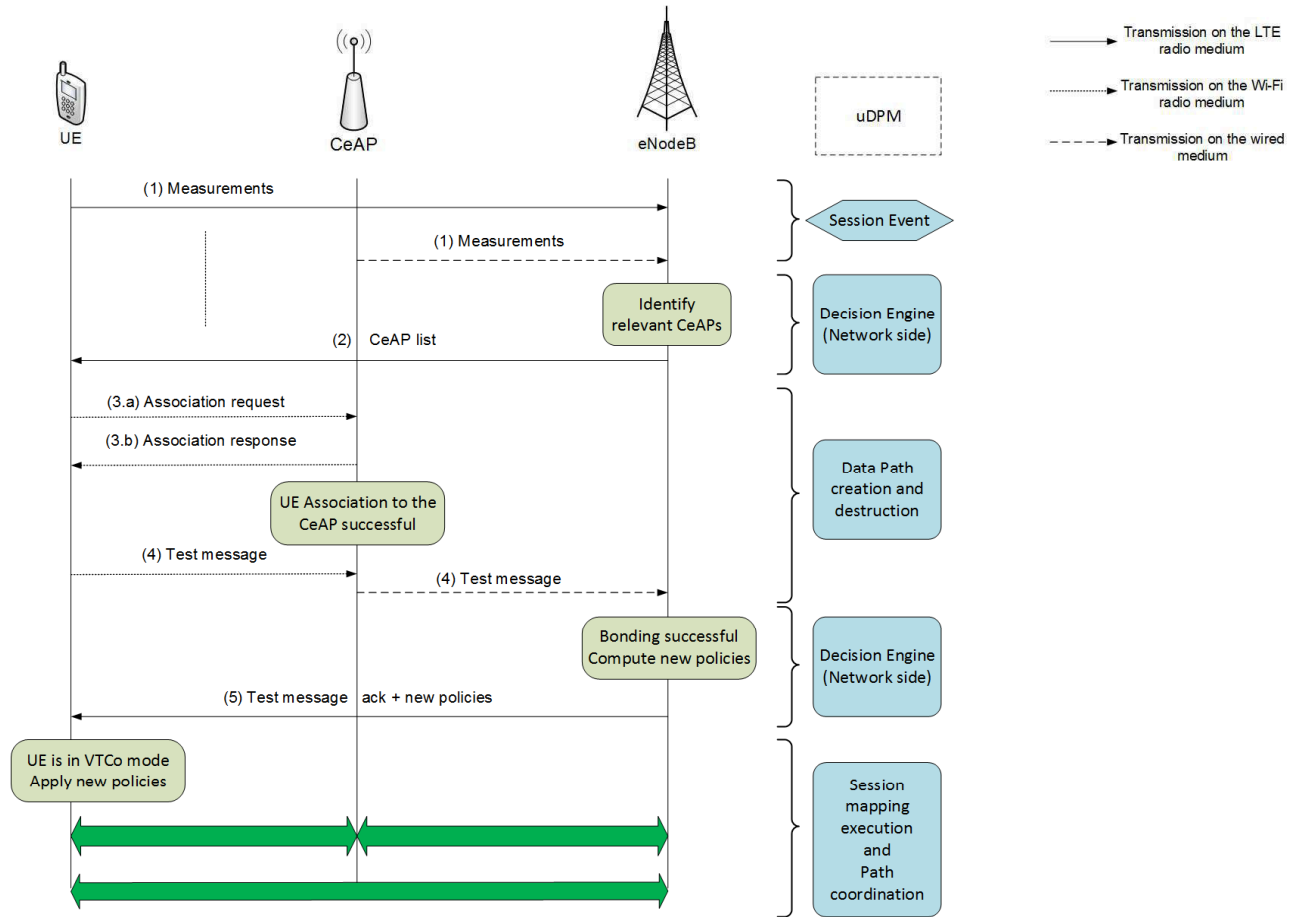 Transmission on the LTE
radio medium
Transmission on the Wi-Fi
radio medium
Transmission on the wired
medium
UE
CeAP
eNodeB
uDPM
(1) Measurements
Session Event
(1) Measurements
Identify
relevant CeAPs
Decision Engine
(Network side)
(2) CeAP list
(3.a) Association request
(3.b) Association response
Data Path
creation and
destruction
UE Association to the
CeAP successful
(4) Test message
(4) Test message
Bonding successful
Compute new policies
Decision Engine
(Network side)
(5) Test message ack + new policies
UE is in VTCo mode
Apply new policies
Session
mapping
execution
and
Path
coordination